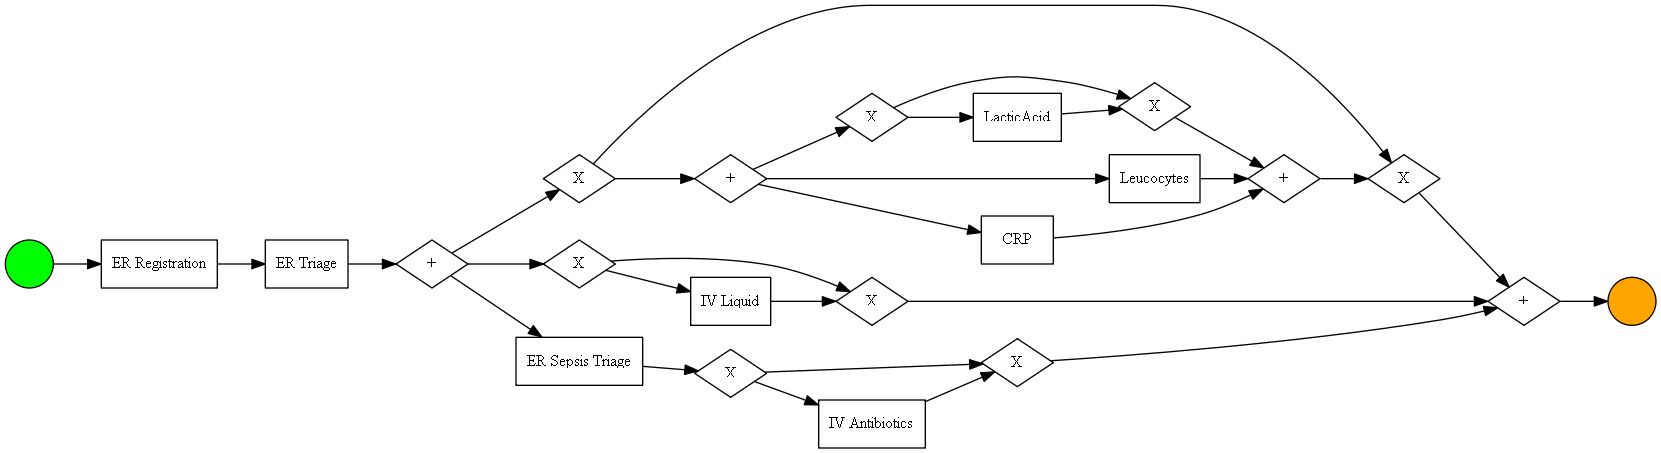 X
LacticAcid
X
X
+
Leucocytes
+
X
CRP
ER Registration
ER Triage
+
X
IV Liquid
X
+
ER Sepsis Triage
X
X
IV Antibiotics